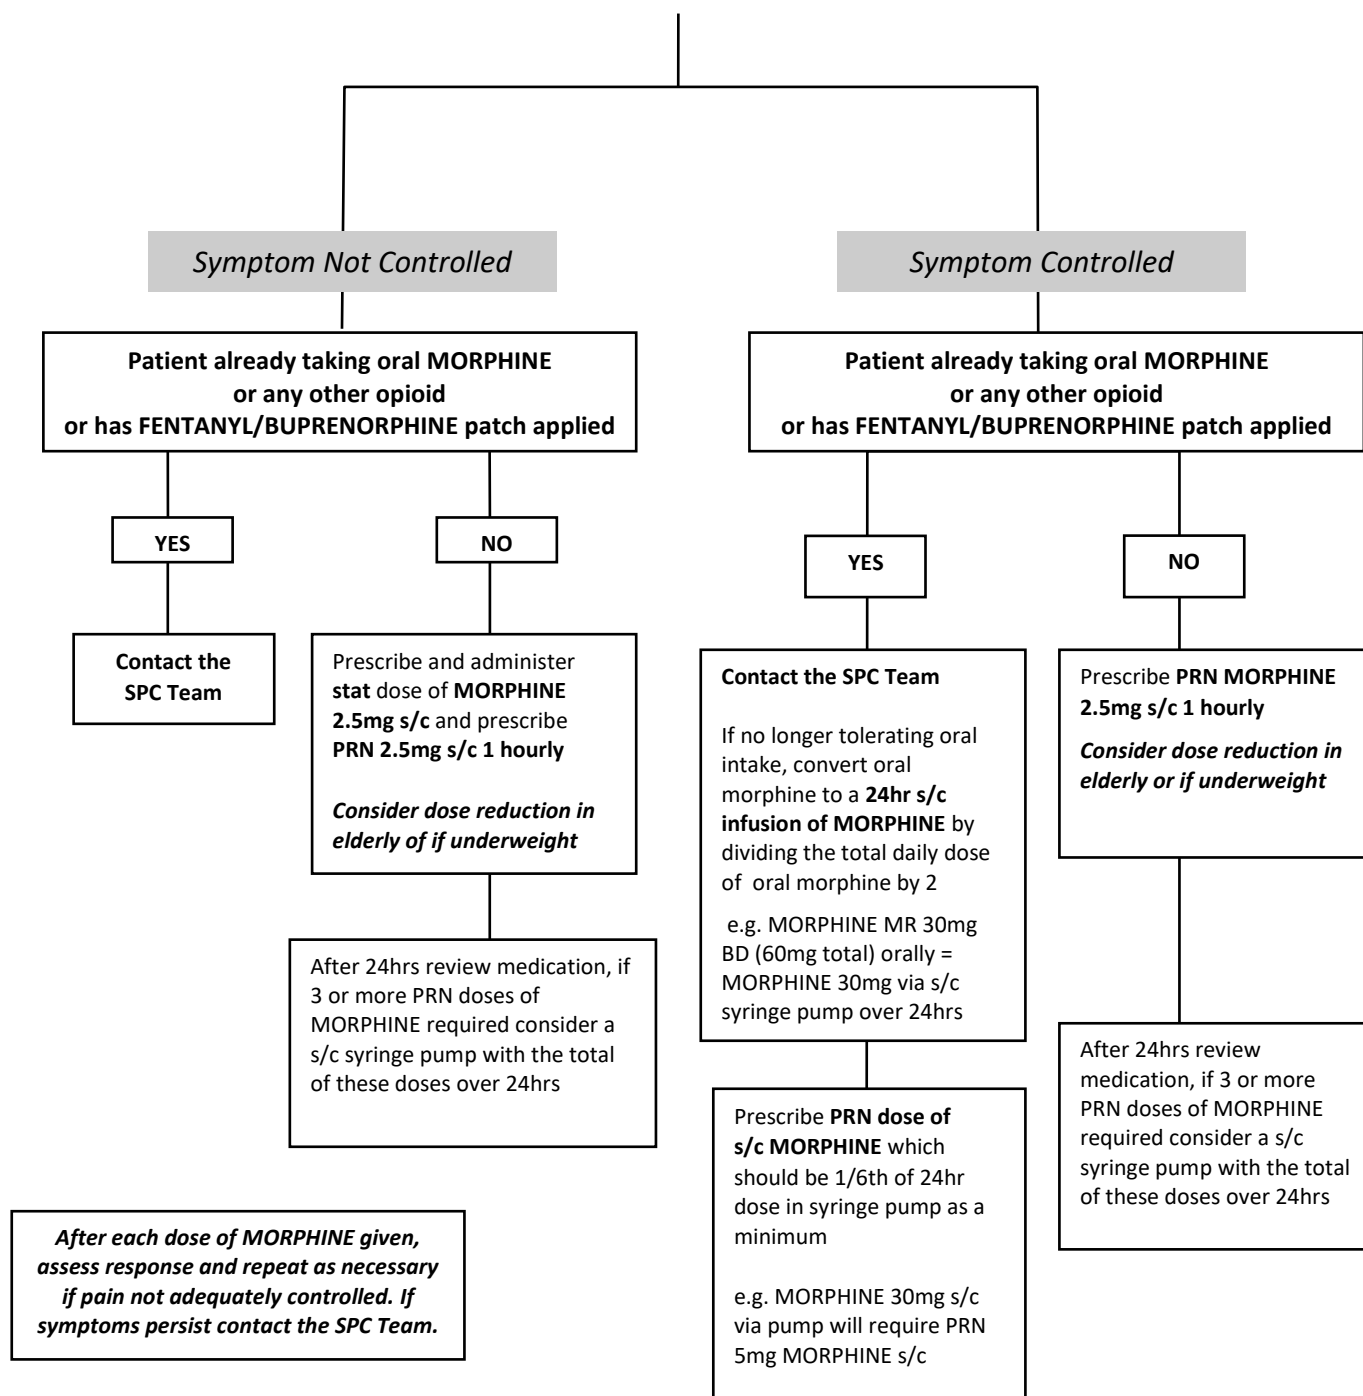 Symptom Not Controlled
Patient already taking oral MORPHINE
or any other opioid
or has FENTANYL/BUPRENORPHINE patch applied
YES
NO
Contact the
SPC Team
Prescribe and administer
stat dose of MORPHINE
2.5mg s/c and prescribe
PRN 2.5mg s/c 1 hourly
Consider dose reduction in
elderly of if underweight
After 24hrs review medication, if
3 or more PRN doses of
MORPHINE required consider a
s/c syringe pump with the total
of these doses over 24hrs
After each dose of MORPHINE given,
assess response and repeat as necessary
if pain not adequately controlled. If
symptoms persist contact the SPC Team.
Symptom Controlled
Patient already taking oral MORPHINE
or any other opioid
or has FENTANYL/BUPRENORPHINE patch applied
YES
NO
Contact the SPC Team
If no longer tolerating oral
intake, convert oral
morphine to a 24hr s/c
infusion of MORPHINE by
dividing the total daily dose
of oral morphine by 2
e.g. MORPHINE MR 30mg
BD (60mg total) orally =
MORPHINE 30mg via s/c
syringe pump over 24hrs
Prescribe PRN dose of
s/c MORPHINE which
should be 1/6th of 24hr
dose in syringe pump as a
minimum
e.g. MORPHINE 30mg s/c
via pump will require PRN
5mg MORPHINE s/c
Prescribe PRN MORPHINE
2.5mg s/c 1 hourly
Consider dose reduction in
elderly or if underweight
After 24hrs review
medication, if 3 or more
PRN doses of MORPHINE
required consider a s/c
syringe pump with the total
of these doses over 24hrs